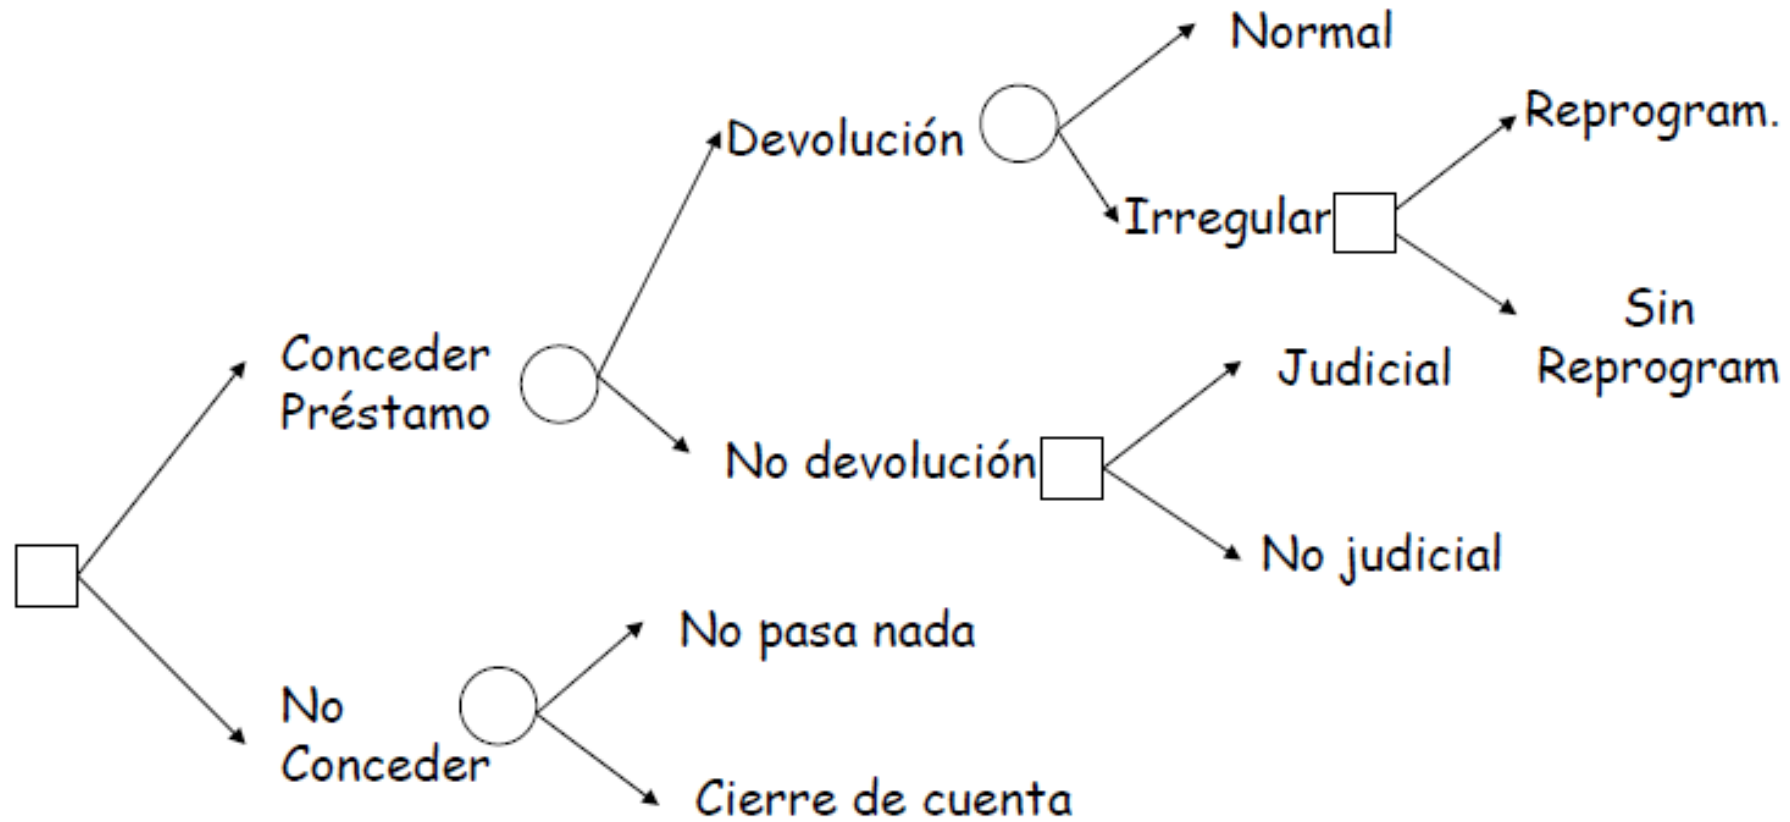 Normal
Reprogram.
Devolución
Irregular
Sin
Reprogram
Conceder
Préstamo
Judicial
No devolución
No judicial
No pasa nada
No
Conceder
Cierre de cuenta